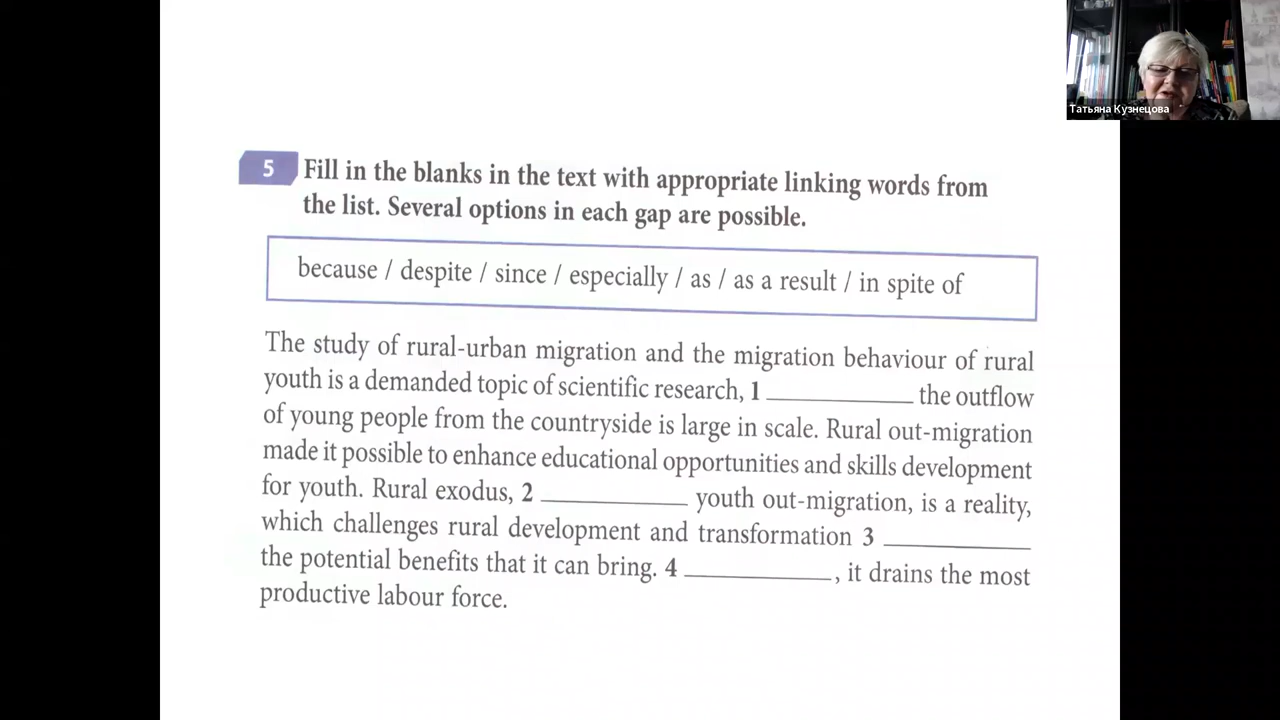 Татьяна Кузнецова
5 Fill in the blanks in the text with appropriate linking words from
the list. Several options in each gap are possible.
because / despite / since / especially / as / as a result / in spite of
The study of rural-urban migration and the migration behaviour of rural
youth is a demanded topic of scientific research, 1 ____________ the outflow
of young people from the countryside is large in scale. Rural out-migration
made it possible to enhance educational opportunities and skills development
for youth. Rural exodus, 2 ____________ youth out-migration, is a reality,
which challenges rural development and transformation 3 ____________
the potential benefits that it can bring. 4 ____________, it drains the most
productive labour force.